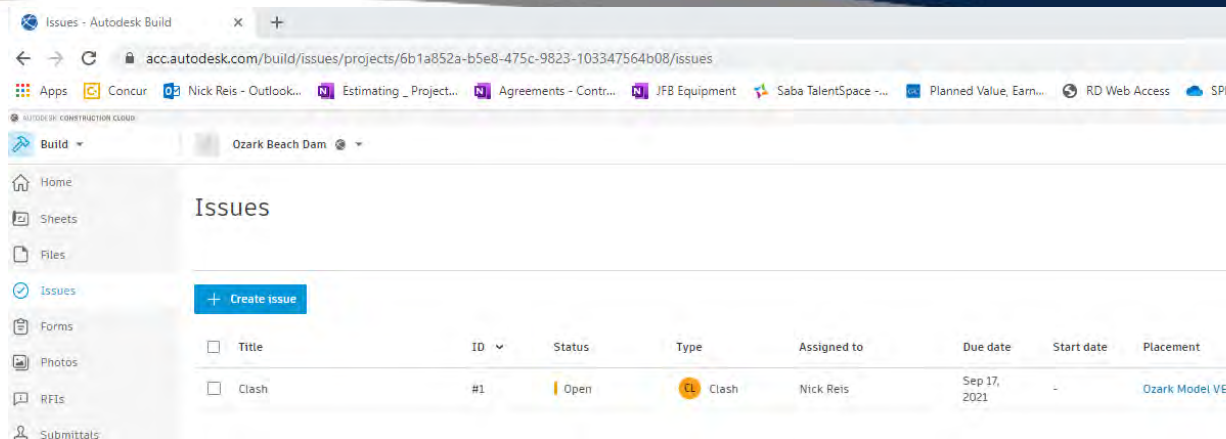 Issues - Autodesk Build
acc.autodesk.com/build/issues/projects/6b1a852a-b5e8-475c-9823-103347564b08/issues
Apps Concur Nick Reis - Outlook... Estimating _ Project... Agreements - Contr... JFB Equipment Saba TalentSpace -... Planned Value, Earn... RD Web Access SPI
AUTODESK CONSTRUCTION CLOUD
Build Ozark Beach Dam
Home
Issues
Sheets
Files
Issues
+ Create issue
Forms
Title ID Status Type Assigned to Due date Start date Placement
Photos
Clash #1 Open CL Clash Nick Reis Sep 17, 2021 - Ozark Model VE
RFIs
Submittals